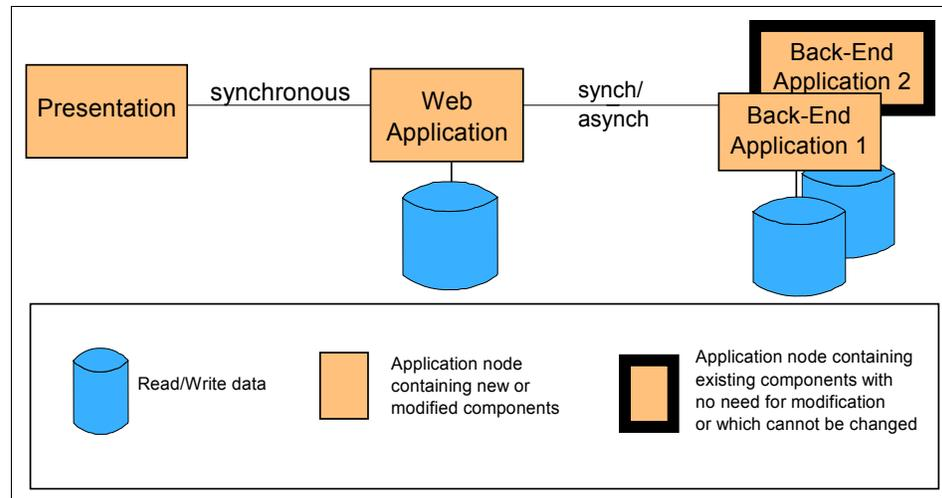 Presentation
synchronous
Web
Application
synch/
asynch
Back-End
Application 2
Back-End
Application 1
Read/Write data
Application node
containing new or
modified components
Application node containing
existing components with
no need for modification
or which cannot be changed